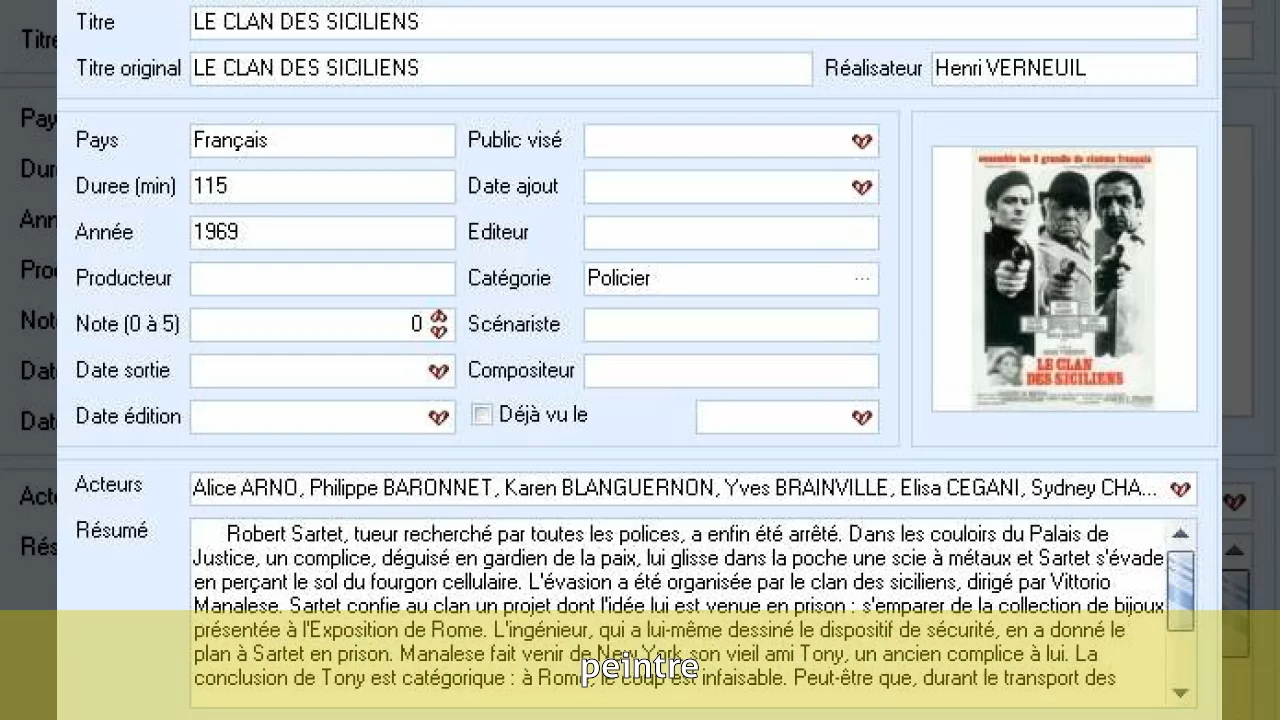 Titre LE CLAN DES SICILIENS
Titre original LE CLAN DES SICILIENS Réalisateur Henri VERNEUIL
Pays Français Public visé
Duree (min) 115 Date ajout
Année 1969 Editeur
Producteur Catégorie Policier ...
Note (0 à 5) 0 Scénariste
Date sortie Compositeur
Date édition Déjà vu le
ensemble les 3 grands du cinéma français
LE CLAN
DES SICILIENS
Acteurs Alice ARNO, Philippe BARONNET, Karen BLANGUERNON, Yves BRAINVILLE, Elisa CEGANI, Sydney CHA...
Résumé Robert Sartet, tueur recherché par toutes les polices, a enfin été arrêté. Dans les couloirs du Palais de
Justice, un complice, déguisé en gardien de la paix, lui glisse dans la poche une scie à métaux et Sartet s'évade
en perçant le sol du fourgon cellulaire. L'évasion a été organisée par le clan des siciliens, dirigé par Vittorio
Manalese. Sartet confie au clan un projet dont l'idée lui est venue en prison : s'emparer de la collection de bijoux
présentée à l'Exposition de Rome. L'ingénieur, qui a lui-même dessiné le dispositif de sécurité, en a donné le
plan à Sartet en prison. Manalese fait venir de New York son vieil ami Tony, un ancien complice à lui. La
conclusion de Tony est catégorique : à Rome, le coup est infaisable. Peut-être que, durant le transport des
peintre